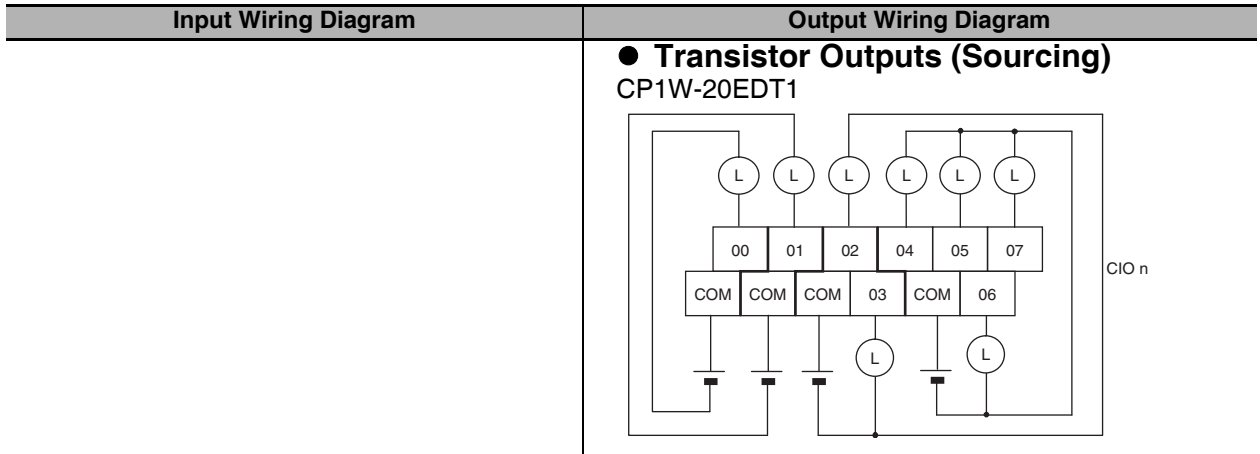 Input Wiring Diagram
Output Wiring Diagram
● Transistor Outputs (Sourcing)
CP1W-20EDT1
L L L L L L
00 01 02 04 05 07
CIO n
COM COM COM 03 COM 06
L L